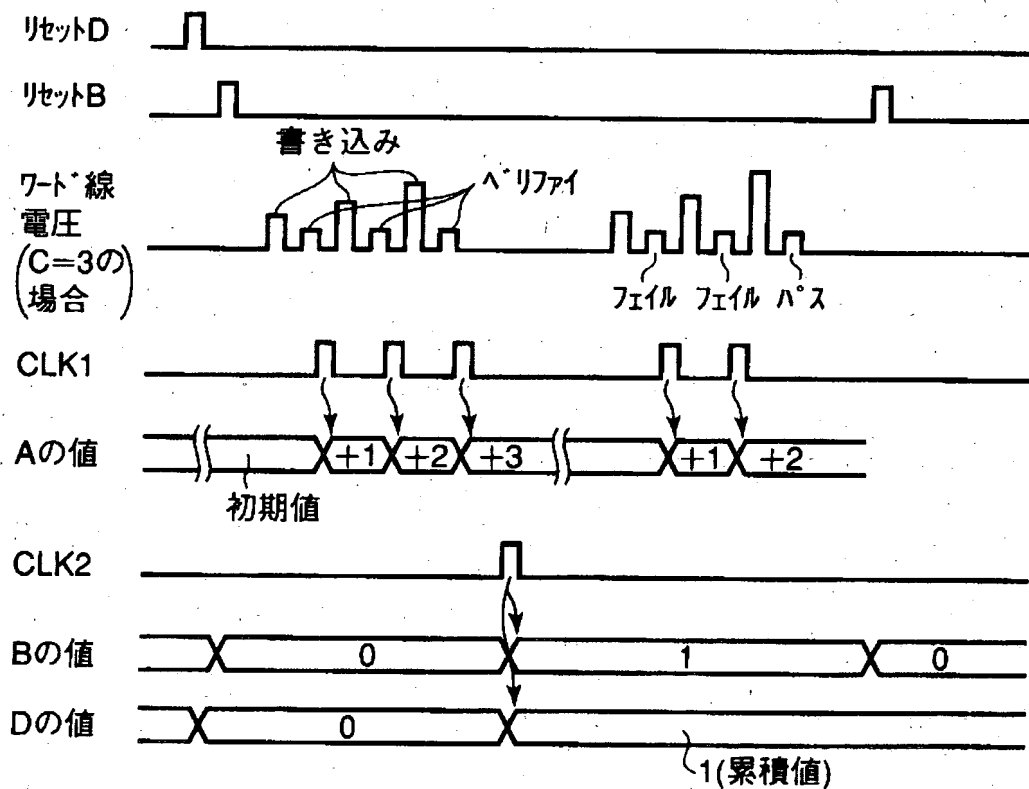 リセットD
リセットB
書き込み
ベリファイ
ワード線
電圧
(C=3の
場合)
フェイル フェイル パス
CLK1
Aの値
+1 +2 +3 +1 +2
初期値
CLK2
Bの値 0 1 0
Dの値 0
1(累積値)